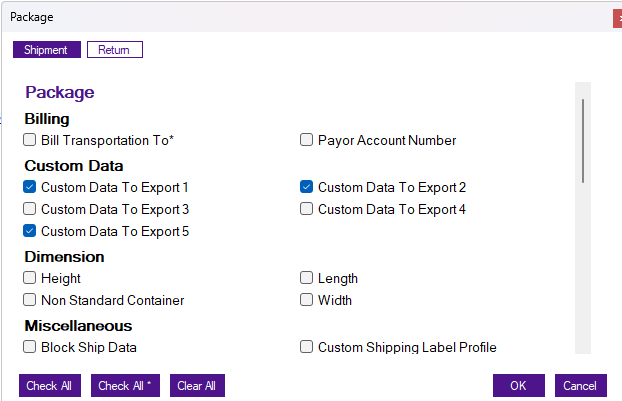 Package
Shipment Return
Package
Billing
Bill Transportation To* Payor Account Number
Custom Data
Custom Data To Export 1 Custom Data To Export 2
Custom Data To Export 3 Custom Data To Export 4
Custom Data To Export 5
Dimension
Height Length
Non Standard Container Width
Miscellaneous
Block Ship Data Custom Shipping Label Profile
Check All Check All * Clear All OK Cancel